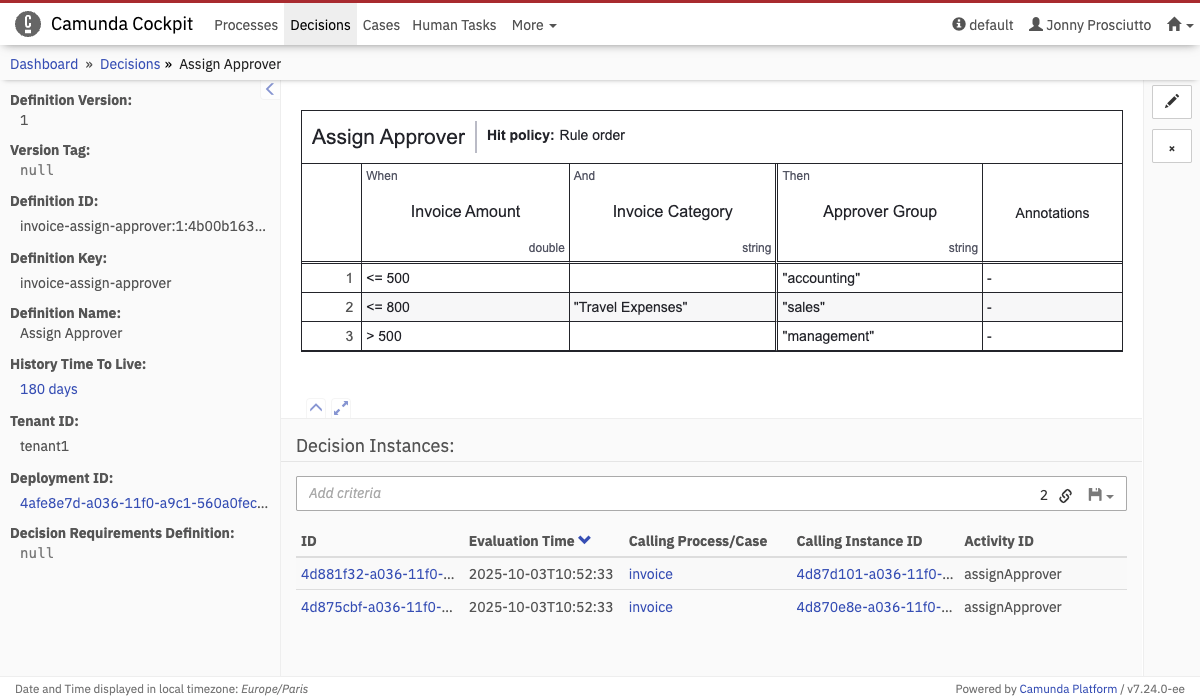 Camunda Cockpit Processes Decisions Cases Human Tasks More default Jonny Prosciutto
Dashboard » Decisions » Assign Approver
Definition Version:
1
Version Tag:
null
Definition ID:
invoice-assign-approver:1:4b00b163...
Definition Key:
invoice-assign-approver
Definition Name:
Assign Approver
History Time To Live:
180 days
Tenant ID:
tenant1
Deployment ID:
4afe8e7d-a036-11f0-a9c1-560a0fec...
Decision Requirements Definition:
null
Assign Approver Hit policy: Rule order
When And Then
Invoice Amount Invoice Category Approver Group Annotations
double string string
1 <= 500 "accounting" -
2 <= 800 "Travel Expenses" "sales" -
3 > 500 "management" -
Decision Instances:
Add criteria 2
ID Evaluation Time Calling Process/Case Calling Instance ID Activity ID
4d881f32-a036-11f0-... 2025-10-03T10:52:33 invoice 4d87d101-a036-11f0-... assignApprover
4d875cbf-a036-11f0-... 2025-10-03T10:52:33 invoice 4d870e8e-a036-11f0-... assignApprover
Date and Time displayed in local timezone: Europe/Paris Powered by Camunda Platform / v7.24.0-ee